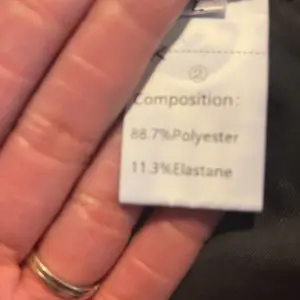 ②
Composition:
88.7%Polyester
11.3%Elastane